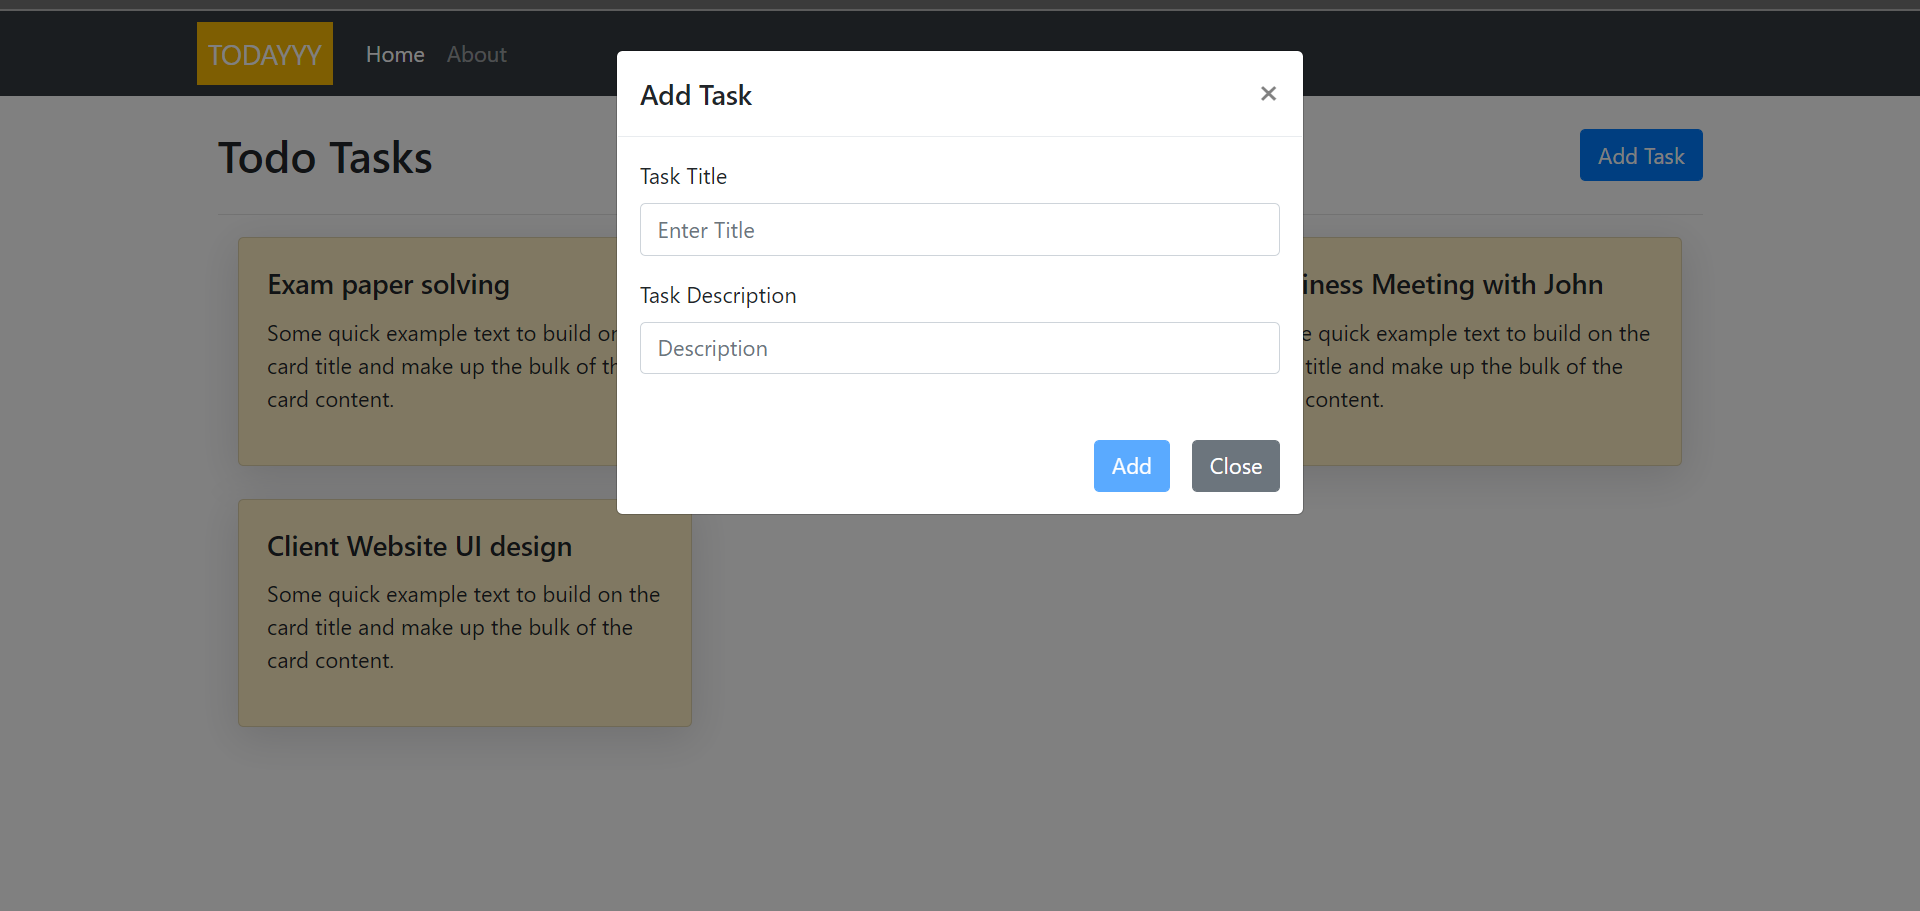 TODAYYY Home About
Add Task ×
Todo Tasks
Add Task
Task Title
Enter Title
Task Description
Description
Add Close
Exam paper solving
Some quick example text to build
card title and make up the bulk of
card content.
Meeting with John
quick example text to build on the
title and make up the bulk of the
content.
Client Website UI design
Some quick example text to build on the
card title and make up the bulk of the
card content.